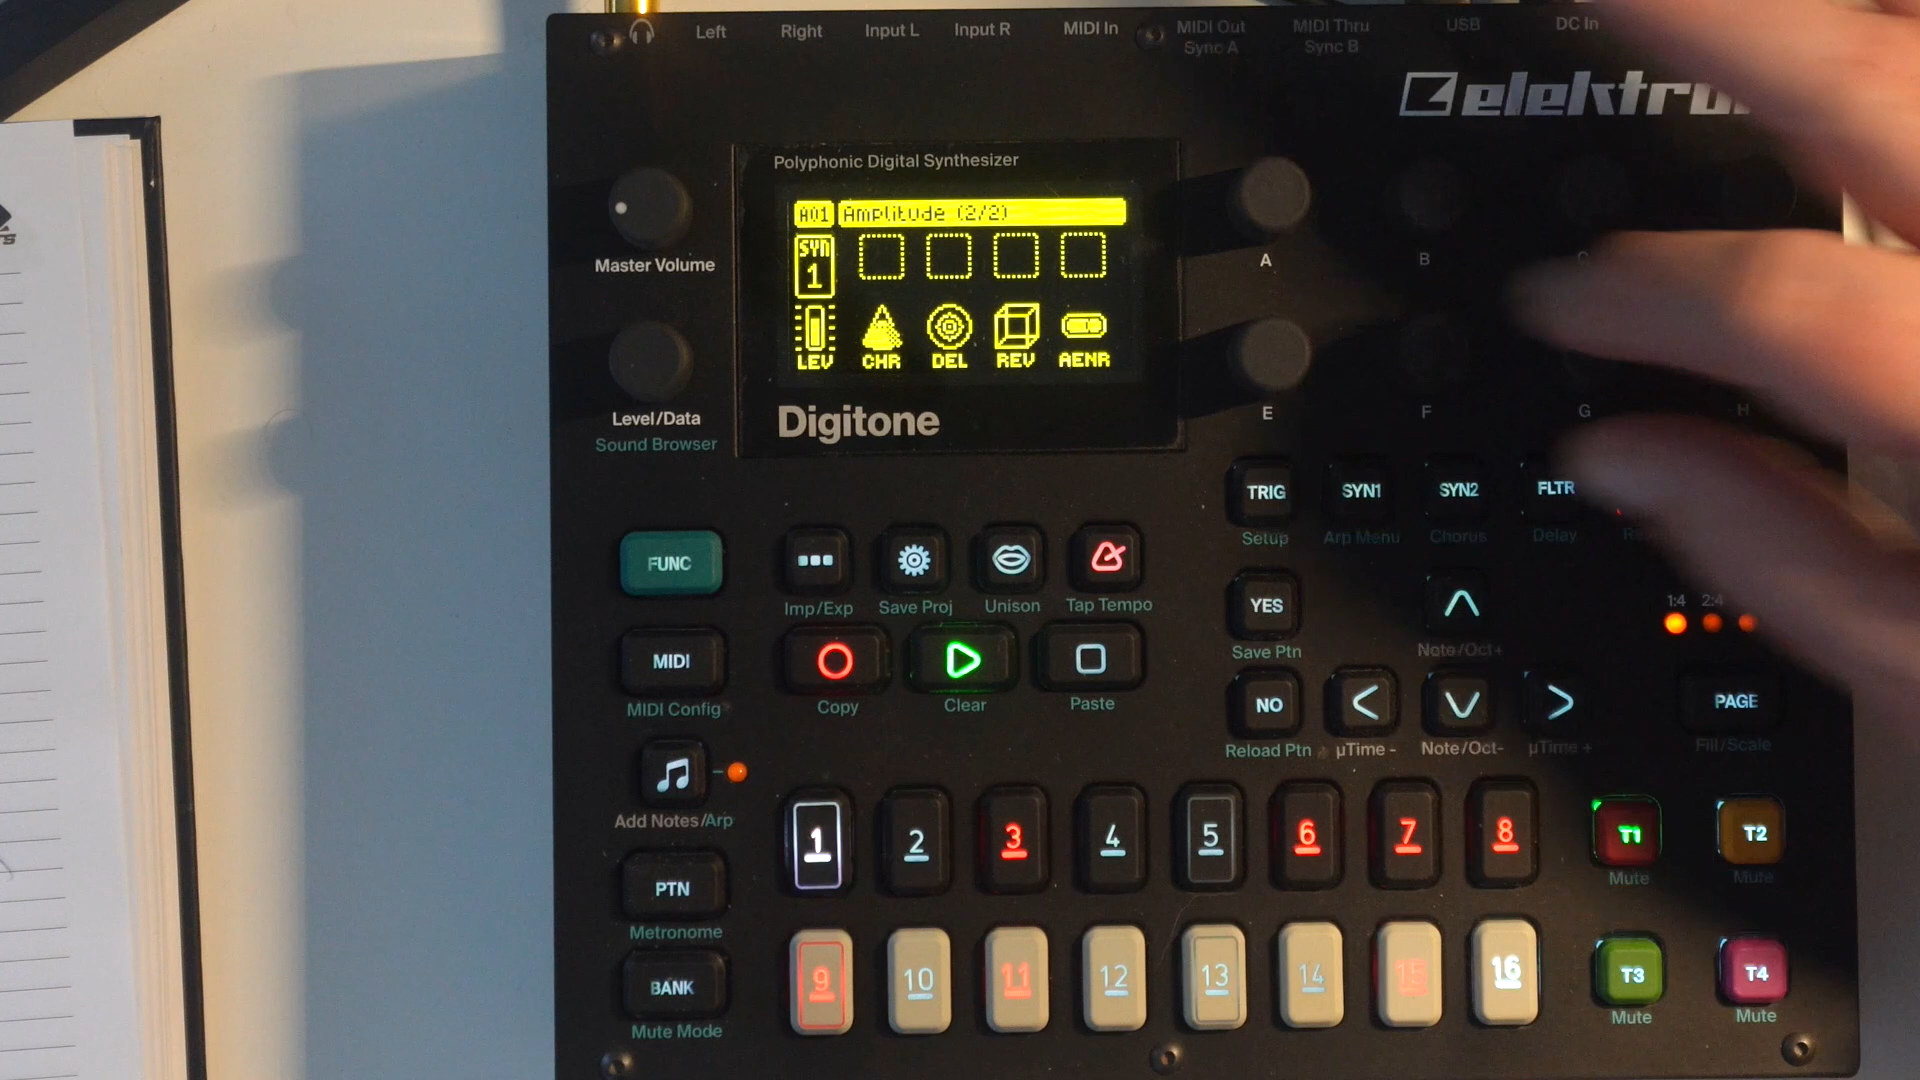 Left Right Input L Input R MIDI In MIDI Out MIDI Thru USB DC In
Sync A Sync B
Polyphonic Digital Synthesizer
A01 Amplitude (2/2)
SYN
1
LEV CHR DEL REV AENR
Digitone
Master Volume
Level/Data
Sound Browser
A B C
E F G H
TRIG SYN1 SYN2 FLTR
Setup Arp Menu Chorus Delay
FUNC
Imp/Exp Save Proj Unison Tap Tempo
YES
Save Ptn Note/Oct+
1:4 2:4
MIDI
MIDI Config
Copy Clear Paste
NO PAGE
Reload Ptn µTime - Note/Oct- µTime + Fill/Scale
Add Notes/Arp
1 2 3 4 5 6 7 8 T1 T2
Mute Mute
PTN
Metronome
9 10 11 12 13 14 15 16 T3 T4
Mute Mute
BANK
Mute Mode